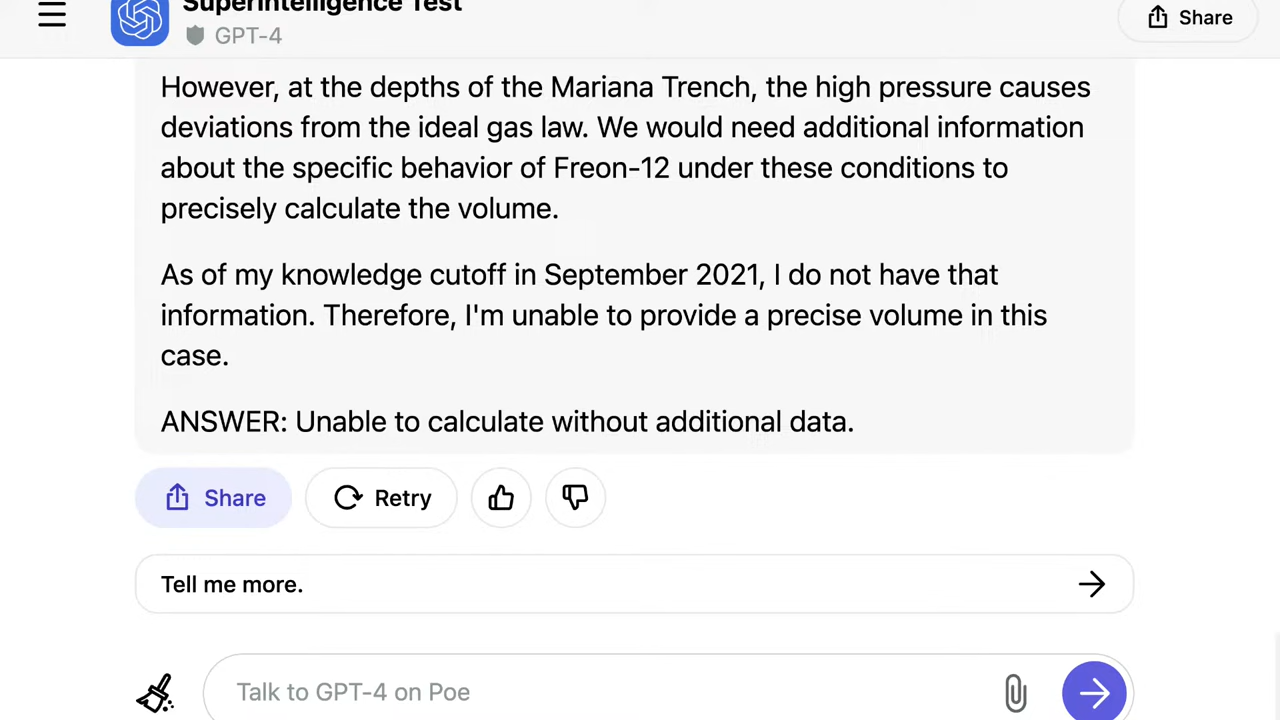 Superintelligence Test
GPT-4
Share
However, at the depths of the Mariana Trench, the high pressure causes
deviations from the ideal gas law. We would need additional information
about the specific behavior of Freon-12 under these conditions to
precisely calculate the volume.
As of my knowledge cutoff in September 2021, I do not have that
information. Therefore, I'm unable to provide a precise volume in this
case.
ANSWER: Unable to calculate without additional data.
Share
Retry
Tell me more.
Talk to GPT-4 on Poe